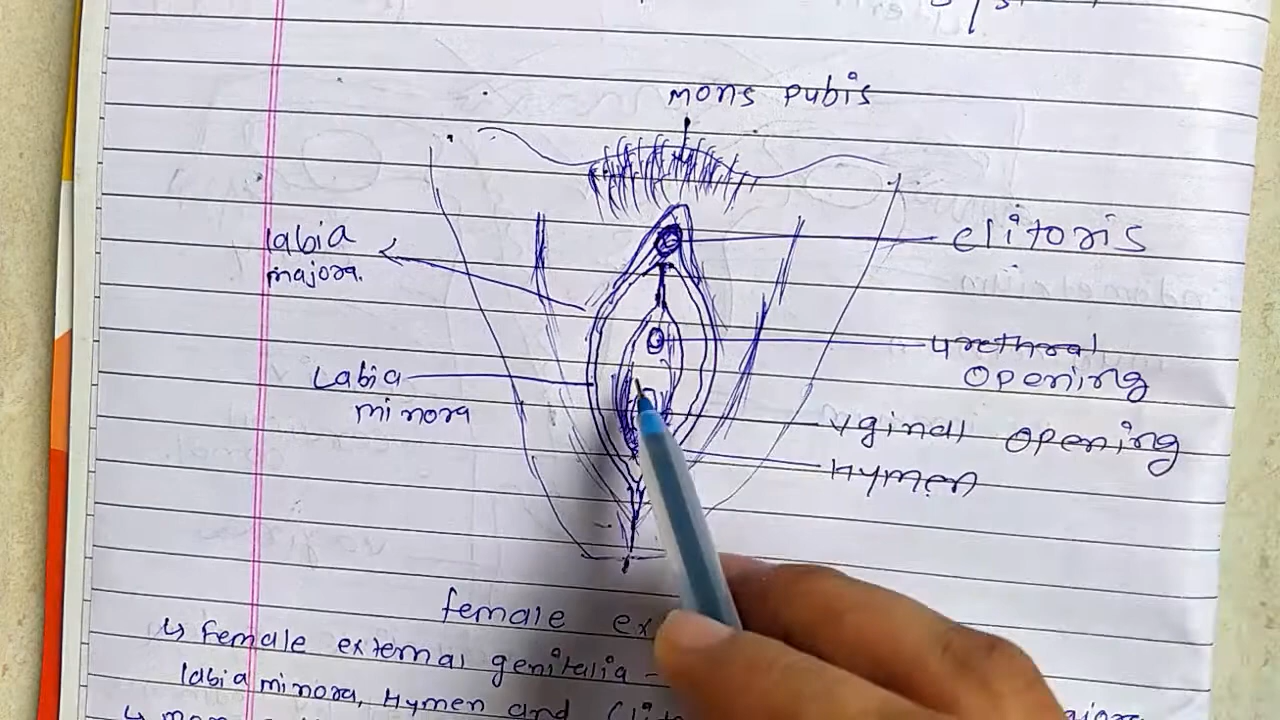 mons pubis
clitoris
labia
majora.
urethral
opening
Labia
minora
vginal opening
Hymen
female ex
↳ female external genitalia -
labia minora, Hymen and
↳